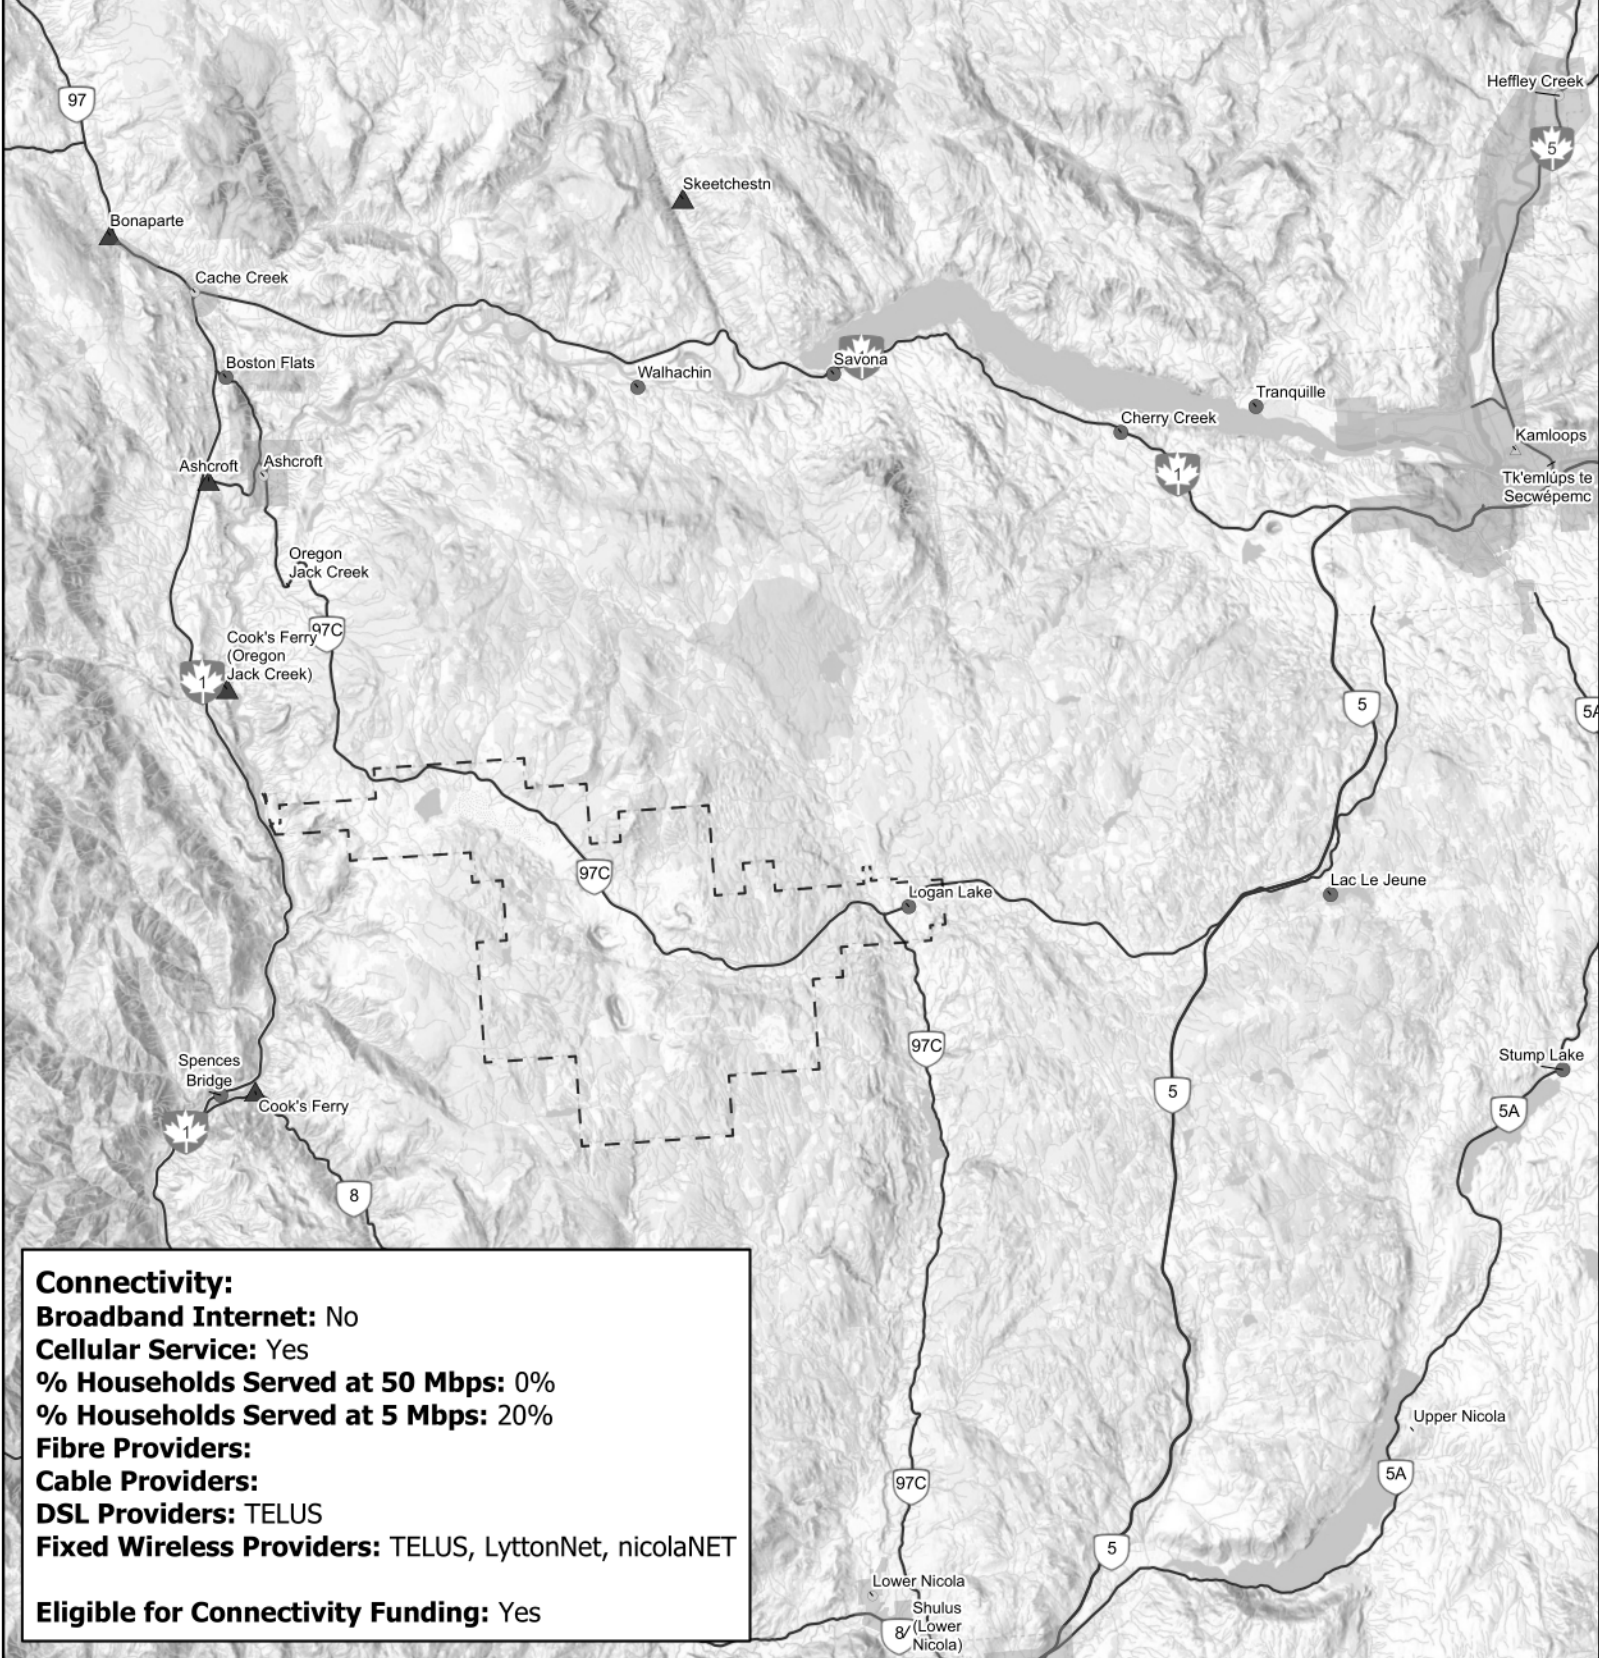 Heffley Creek
97
5
Skeetchestn
Bonaparte
Cache Creek
Boston Flats
Walhachin
Savona
Tranquille
Cherry Creek
Kamloops
Ashcroft
Ashcroft
1
Tk'emlúps te
Secwépemc
Oregon
Jack Creek
97C
Cook's Ferry
(Oregon
Jack Creek)
1
5
5A
97C
Logan Lake
Lac Le Jeune
97C
Spences
Bridge
Cook's Ferry
Stump Lake
5
5A
1
8
Connectivity:
Broadband Internet: No
Cellular Service: Yes
% Households Served at 50 Mbps: 0%
% Households Served at 5 Mbps: 20%
Fibre Providers:
Cable Providers:
DSL Providers: TELUS
Fixed Wireless Providers: TELUS, LyttonNet, nicolaNET
Eligible for Connectivity Funding: Yes
Upper Nicola
5A
97C
5
Lower Nicola
Shulus
(Lower
Nicola)
8